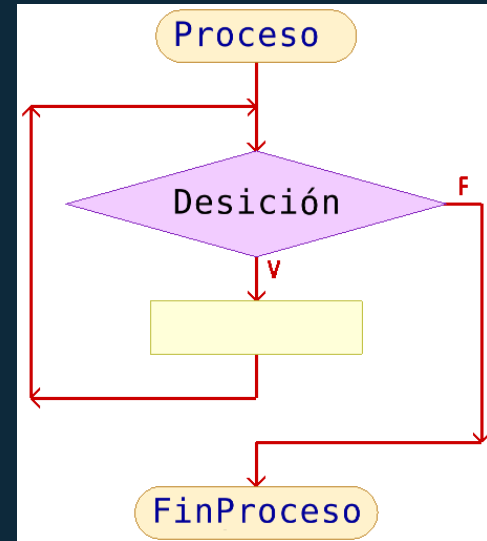 Proceso
Desición
F
V
FinProceso